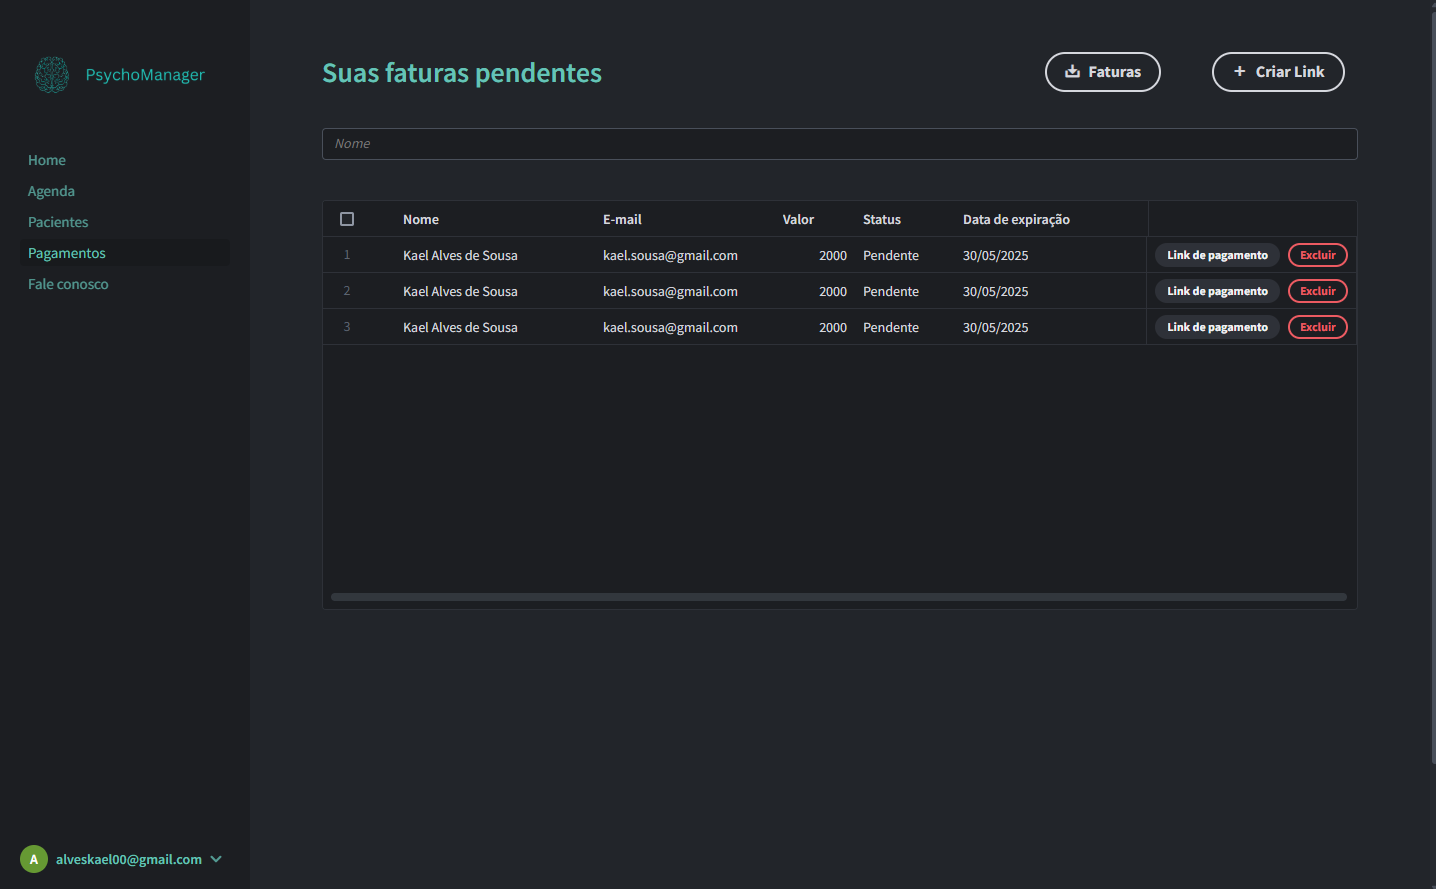 PsychoManager
Home
Agenda
Pacientes
Pagamentos
Fale conosco
A alveskael00@gmail.com
Suas faturas pendentes
Faturas
+ Criar Link
Nome
Nome E-mail Valor Status Data de expiração
1 Kael Alves de Sousa kael.sousa@gmail.com 2000 Pendente 30/05/2025 Link de pagamento Excluir
2 Kael Alves de Sousa kael.sousa@gmail.com 2000 Pendente 30/05/2025 Link de pagamento Excluir
3 Kael Alves de Sousa kael.sousa@gmail.com 2000 Pendente 30/05/2025 Link de pagamento Excluir